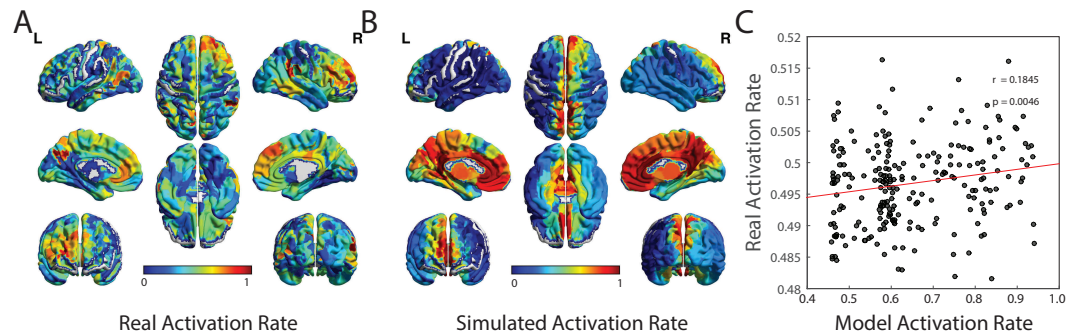 A
L
R
0
1
Real Activation Rate
B
L
R
0
1
Simulated Activation Rate
C
Real Activation Rate
0.52
0.515
0.51
0.505
0.5
0.495
0.49
0.485
0.48
r = 0.1845
p = 0.0046
0.4
0.5
0.6
0.7
0.8
0.9
1.0
Model Activation Rate